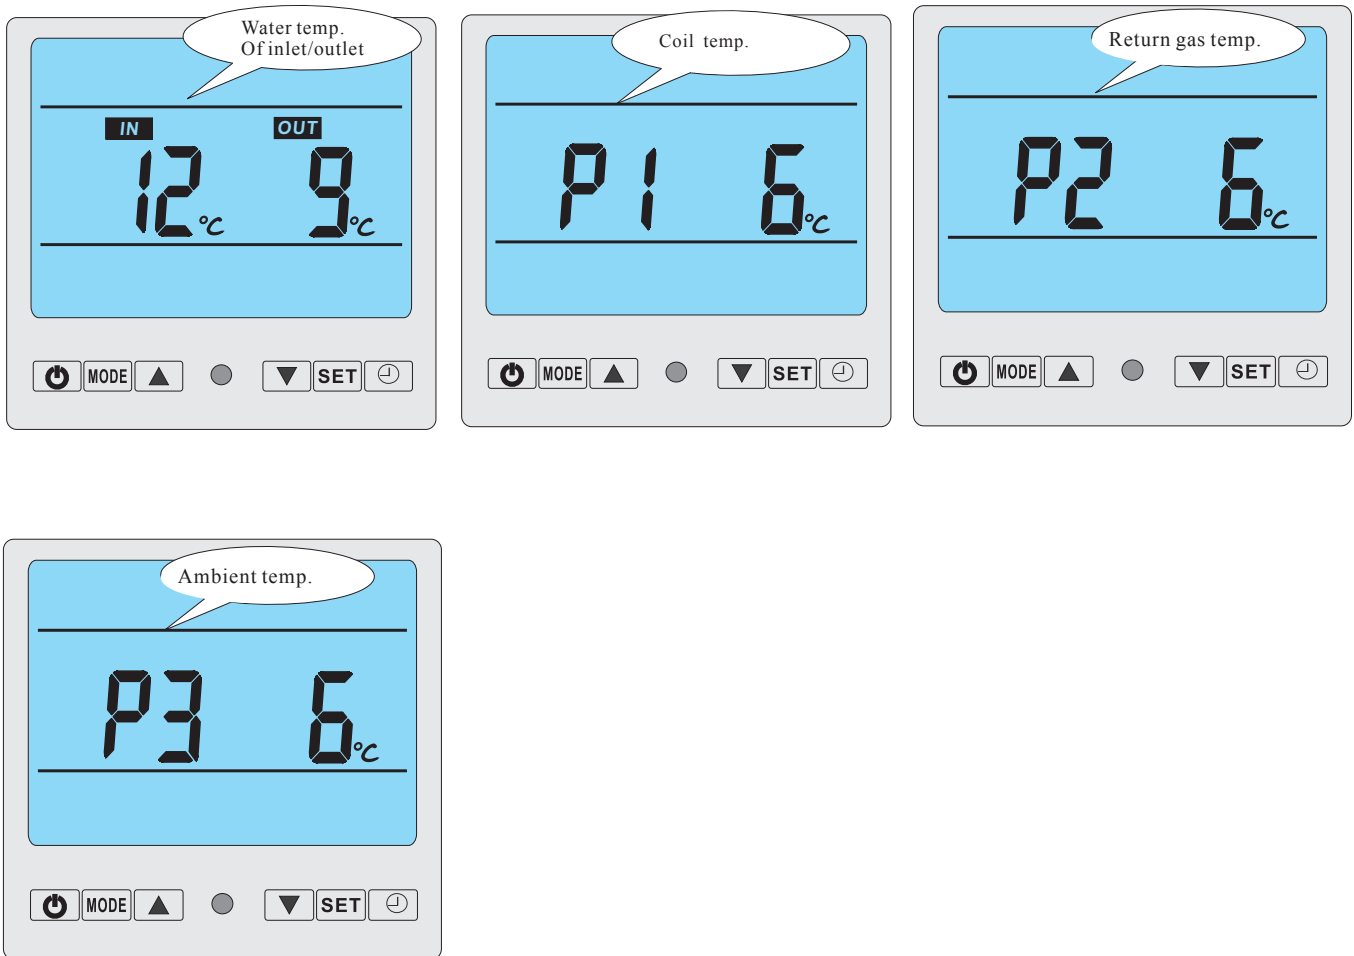 Water temp.
Of inlet/outlet
IN OUT
12 °C 9 °C
MODE SET
Coil temp.
P1 6 °C
MODE SET
Return gas temp.
P2 6 °C
MODE SET
Ambient temp.
P3 6 °C
MODE SET